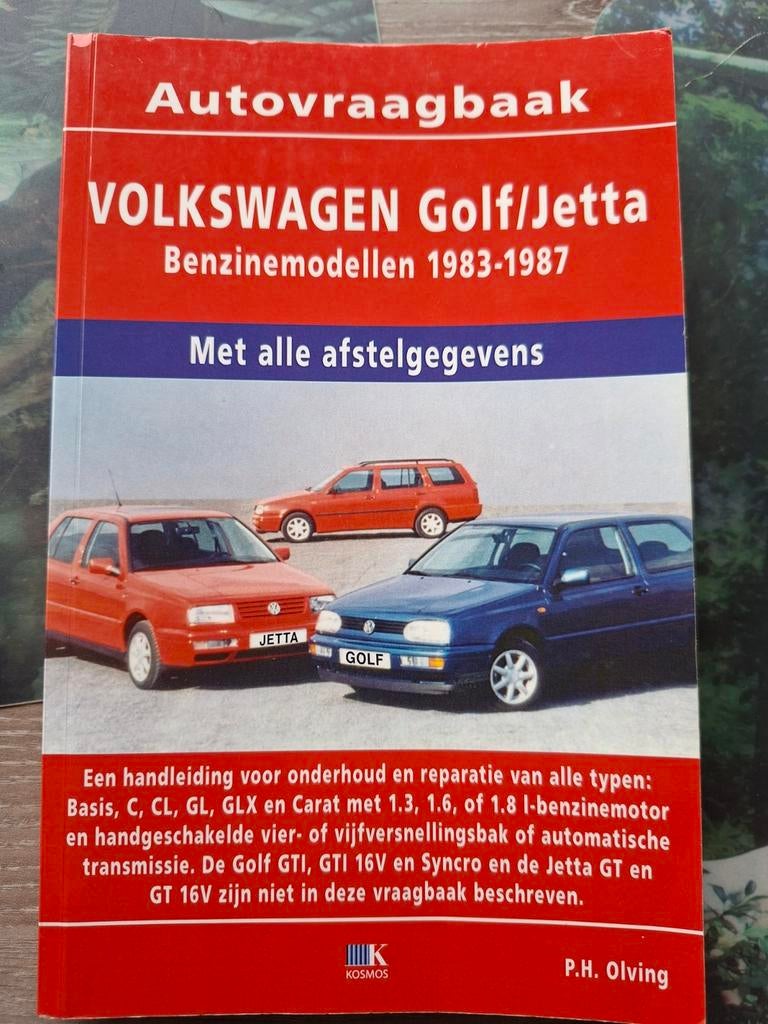 Autovraagbaak
VOLKSWAGEN Golf/Jetta
Benzinemodellen 1983-1987
Met alle afstelgegevens
JETTA
GOLF
Een handleiding voor onderhoud en reparatie van alle typen:
Basis, C, CL, GL, GLX en Carat met 1.3, 1.6, of 1.8 l-benzinemotor
en handgeschakelde vier- of vijfversnellingsbak of automatische
transmissie. De Golf GTI, GTI 16V en Syncro en de Jetta GT en
GT 16V zijn niet in deze vraagbaak beschreven.
K
KOSMOS
P.H. Olving